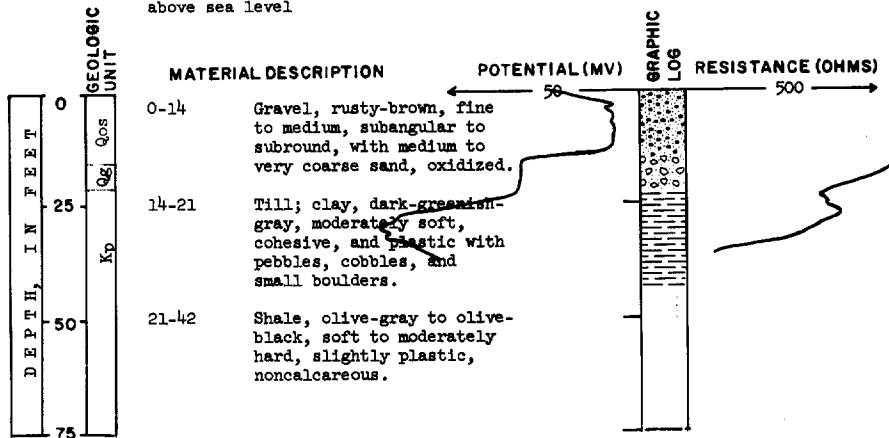 above sea level
GEOLOGIC
UNIT
MATERIAL DESCRIPTION
POTENTIAL (MV)
GRAPHIC
LOG
RESISTANCE (OHMS)
50
500
DEPTH, IN FEET
0
25
50
75
Qos
Qg
Kp
0-14 Gravel, rusty-brown, fine
to medium, subangular to
subround, with medium to
very coarse sand, oxidized.
14-21 Till; clay, dark-greenish-
gray, moderately soft,
cohesive, and plastic with
pebbles, cobbles, and
small boulders.
21-42 Shale, olive-gray to olive-
black, soft to moderately
hard, slightly plastic,
noncalcareous.